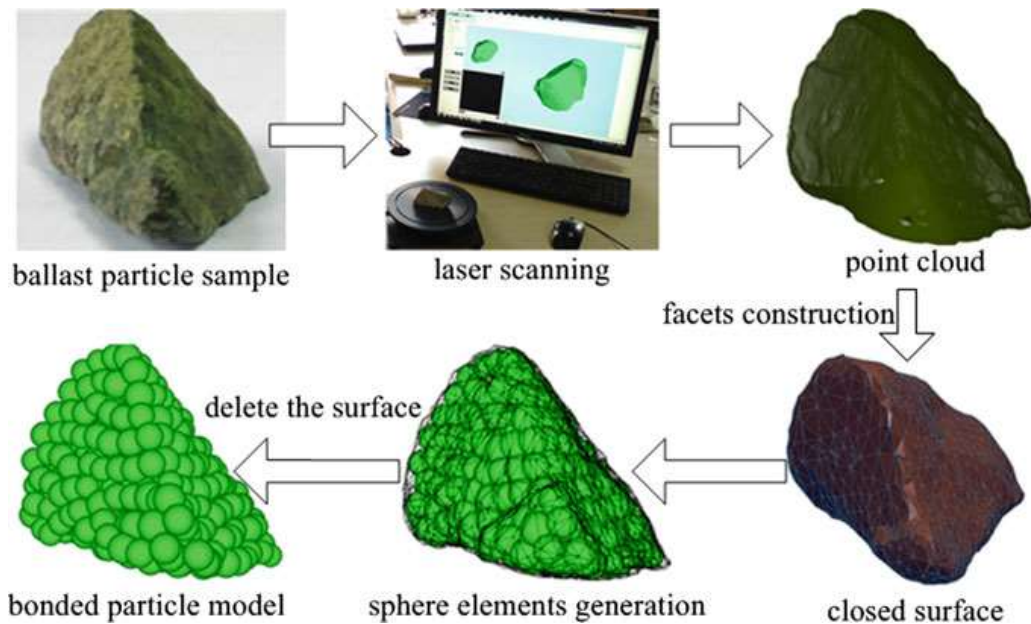 ballast particle sample
laser scanning
point cloud
facets construction
delete the surface
bonded particle model
sphere elements generation
closed surface